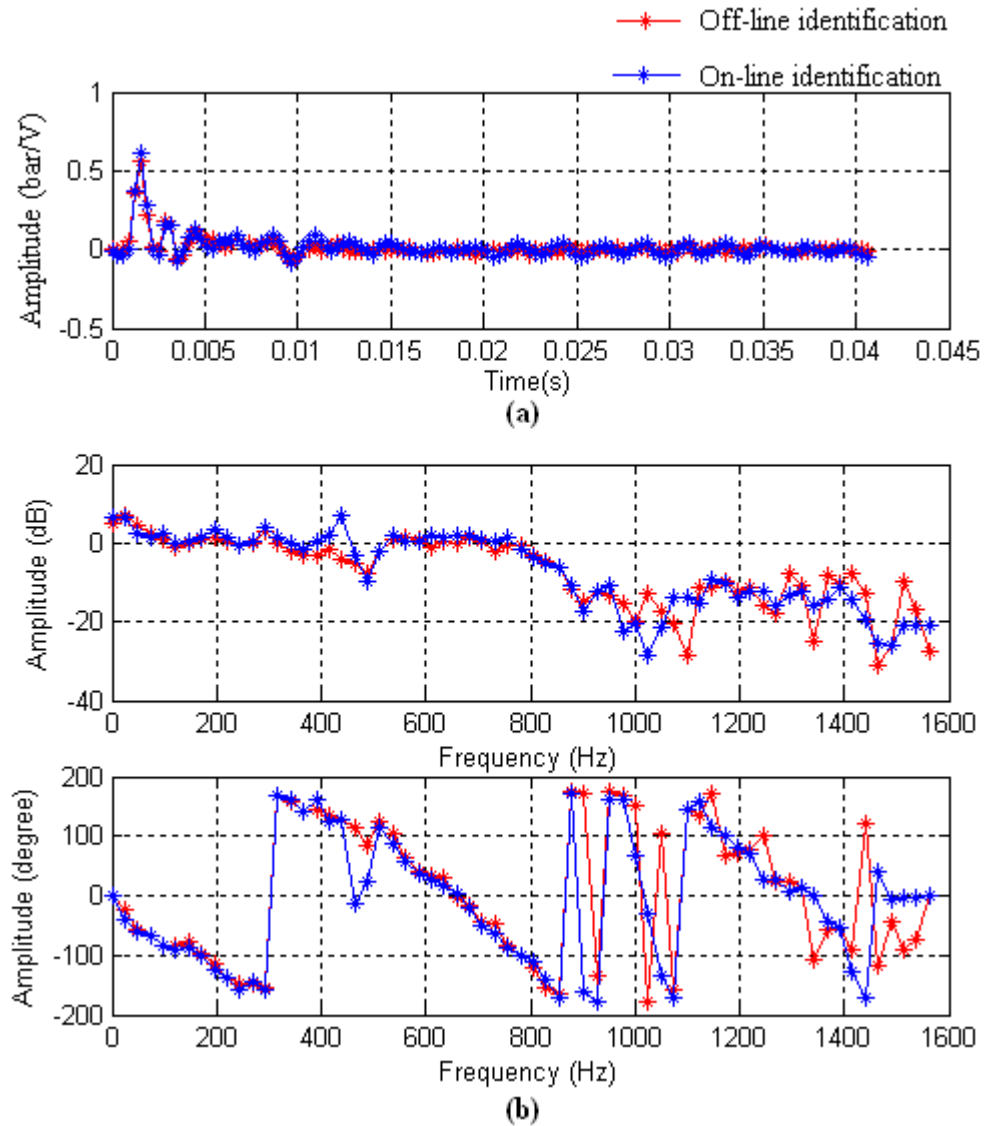 Off-line identification
On-line identification
1
0.5
0
-0.5
Amplitude (bar/V)
0 0.005 0.01 0.015 0.02 0.025 0.03 0.035 0.04 0.045
Time(s)
(a)
20
0
-20
-40
Amplitude (dB)
0 200 400 600 800 1000 1200 1400 1600
Frequency (Hz)
200
100
0
-100
-200
Amplitude (degree)
0 200 400 600 800 1000 1200 1400 1600
Frequency (Hz)
(b)